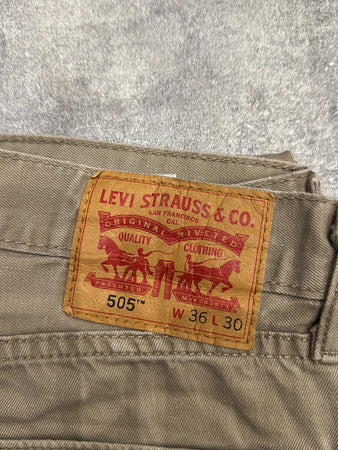 LEVI STRAUSS & CO.
SAN FRANCISCO
CAL.
ORIGINAL RIVETED
QUALITY CLOTHING
PATENTED
505™ W 36 L 30